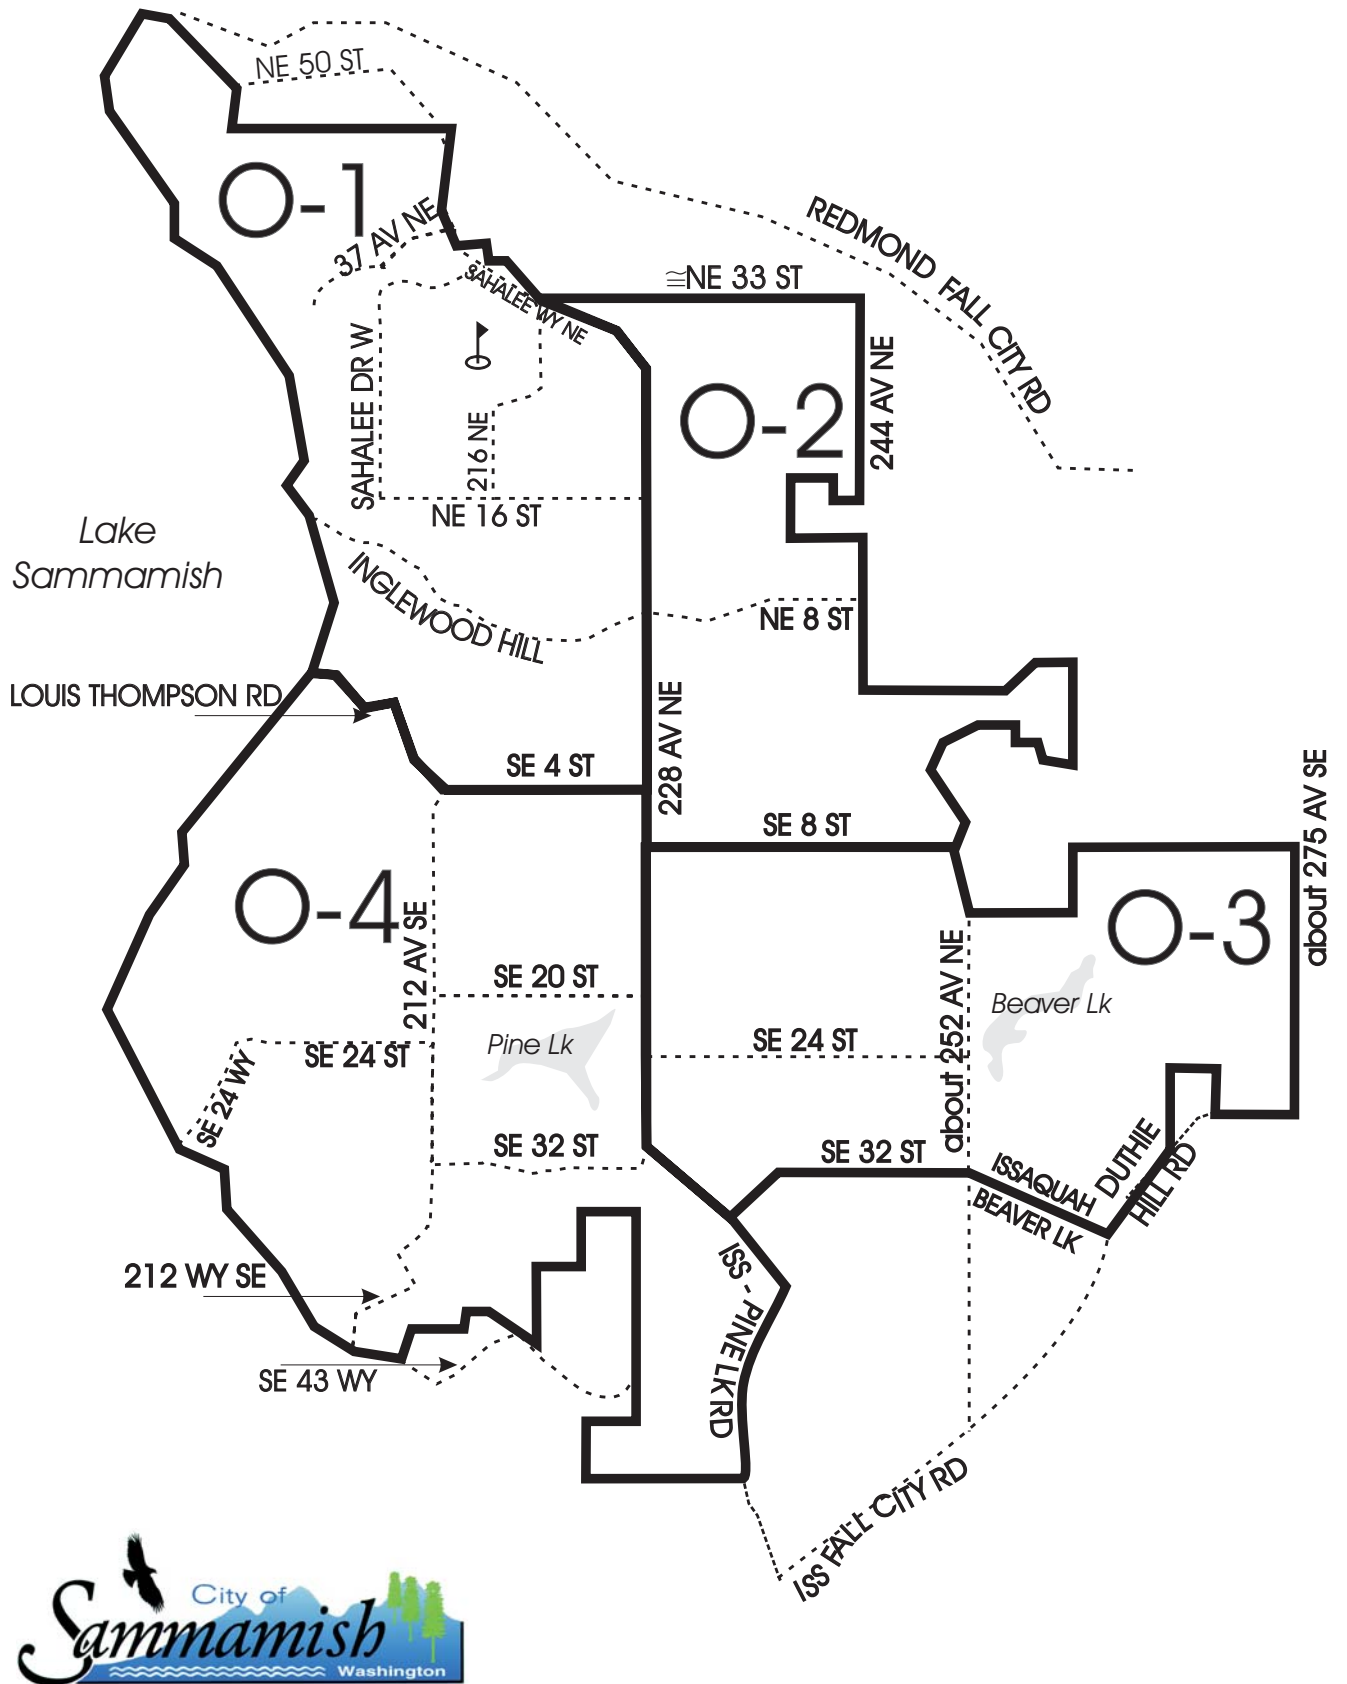 NE 50 ST
O-1
37 AV NE
REDMOND FALL CITY RD
SAHALEE WY NE
≅NE 33 ST
SAHALEE DR W
216 NE
244 AV NE
O-2
NE 16 ST
Lake
Sammamish
INGLEWOOD HILL
NE 8 ST
LOUIS THOMPSON RD
228 AV NE
SE 4 ST
SE 8 ST
about 275 AV SE
O-4
212 AV SE
O-3
SE 20 ST
about 252 AV NE
Beaver Lk
Pine Lk
SE 24 ST
SE 24 ST
SE 24 WY
SE 32 ST
SE 32 ST
ISSAQUAH
BEAVER LK
DUTHIE
HILL RD
212 WY SE
ISS - PINE LK RD
SE 43 WY
ISS FALL CITY RD
City of
Sammamish
Washington